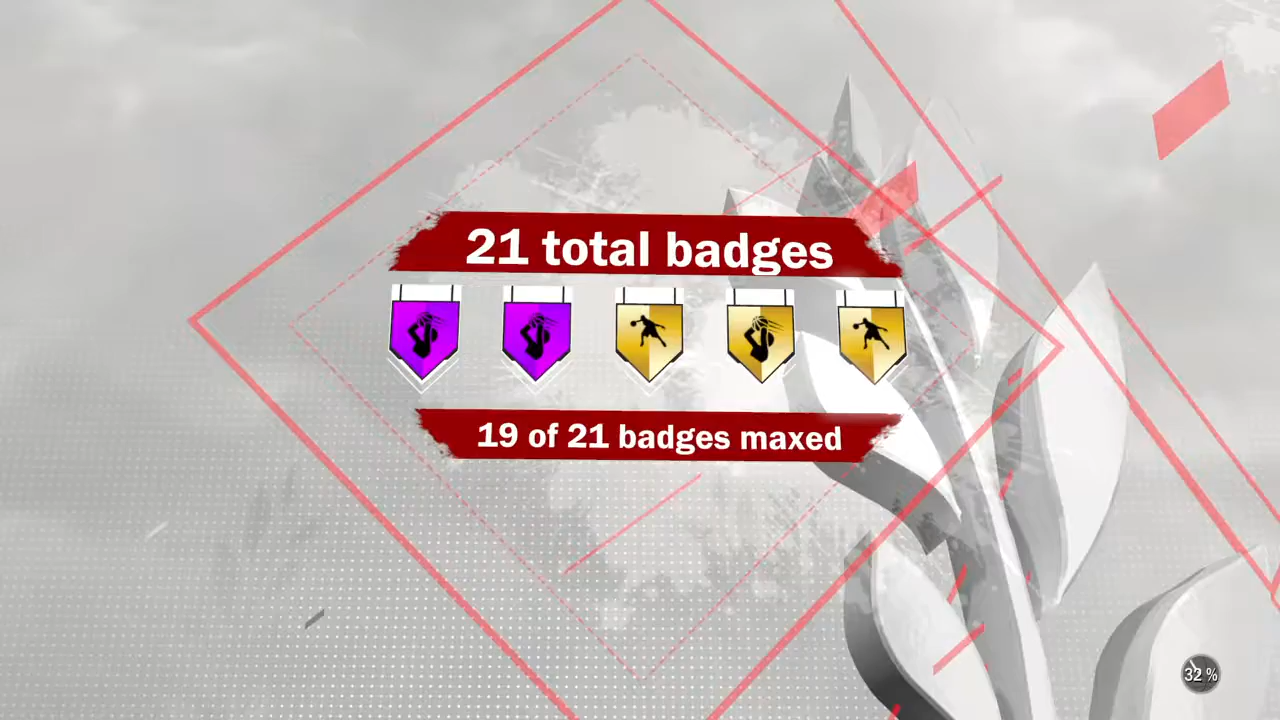 21 total badges
19 of 21 badges maxed
32 %